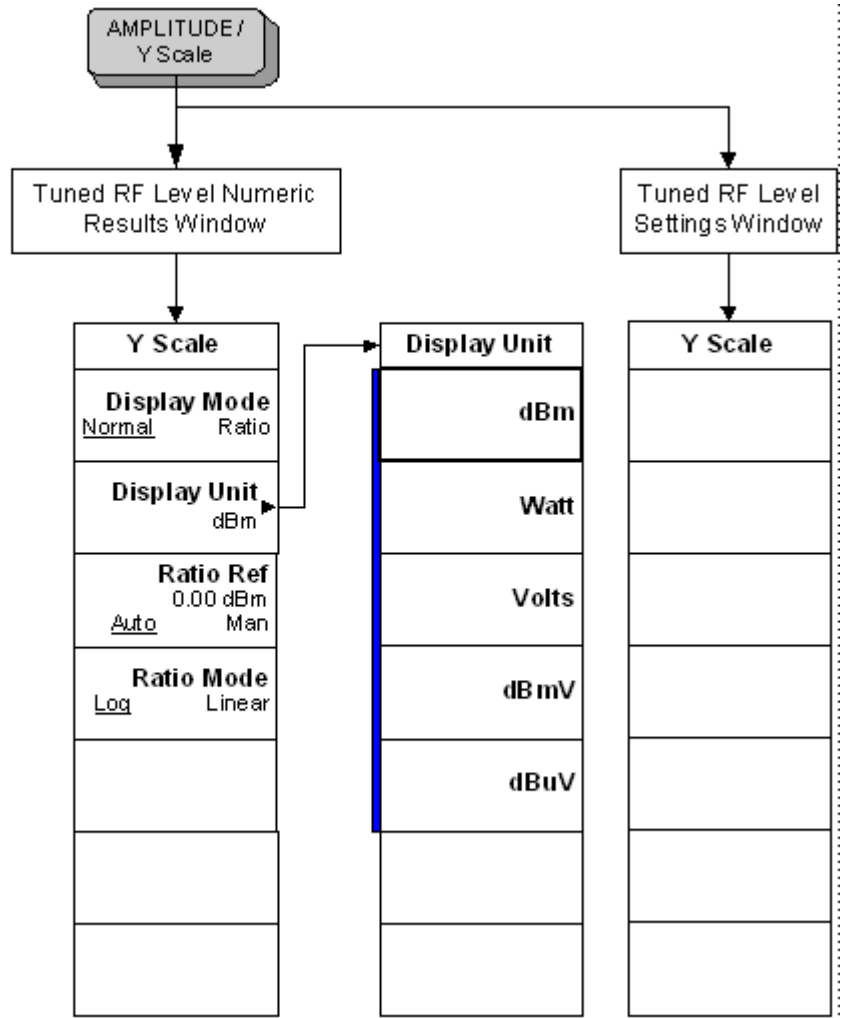 AMPLITUDE /
Y Scale
Tuned RF Level Numeric
Results Window
Tuned RF Level
Settings Window
Y Scale
Display Mode
Normal Ratio
Display Unit
dBm
Ratio Ref
0.00 dBm
Auto Man
Ratio Mode
Log Linear
Display Unit
dBm
Watt
Volts
dBmV
dBuV
Y Scale